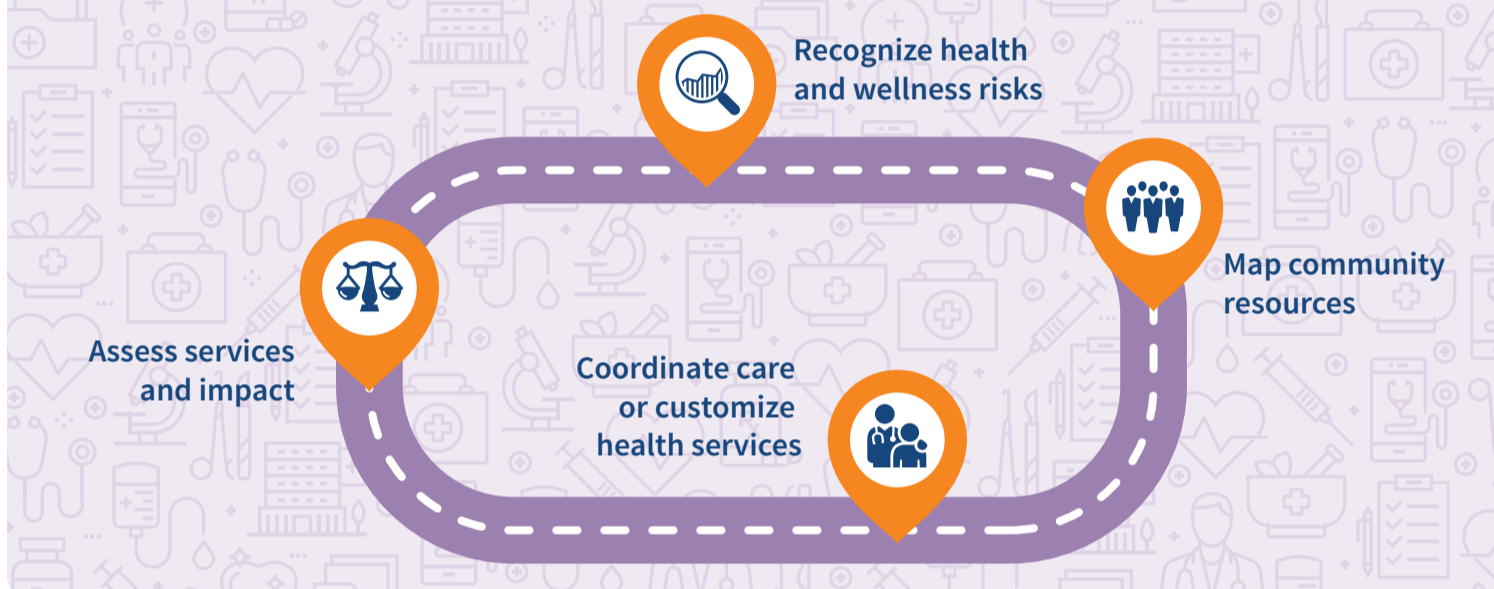 Recognize health
and wellness risks
Map community
resources
Coordinate care
or customize
health services
Assess services
and impact